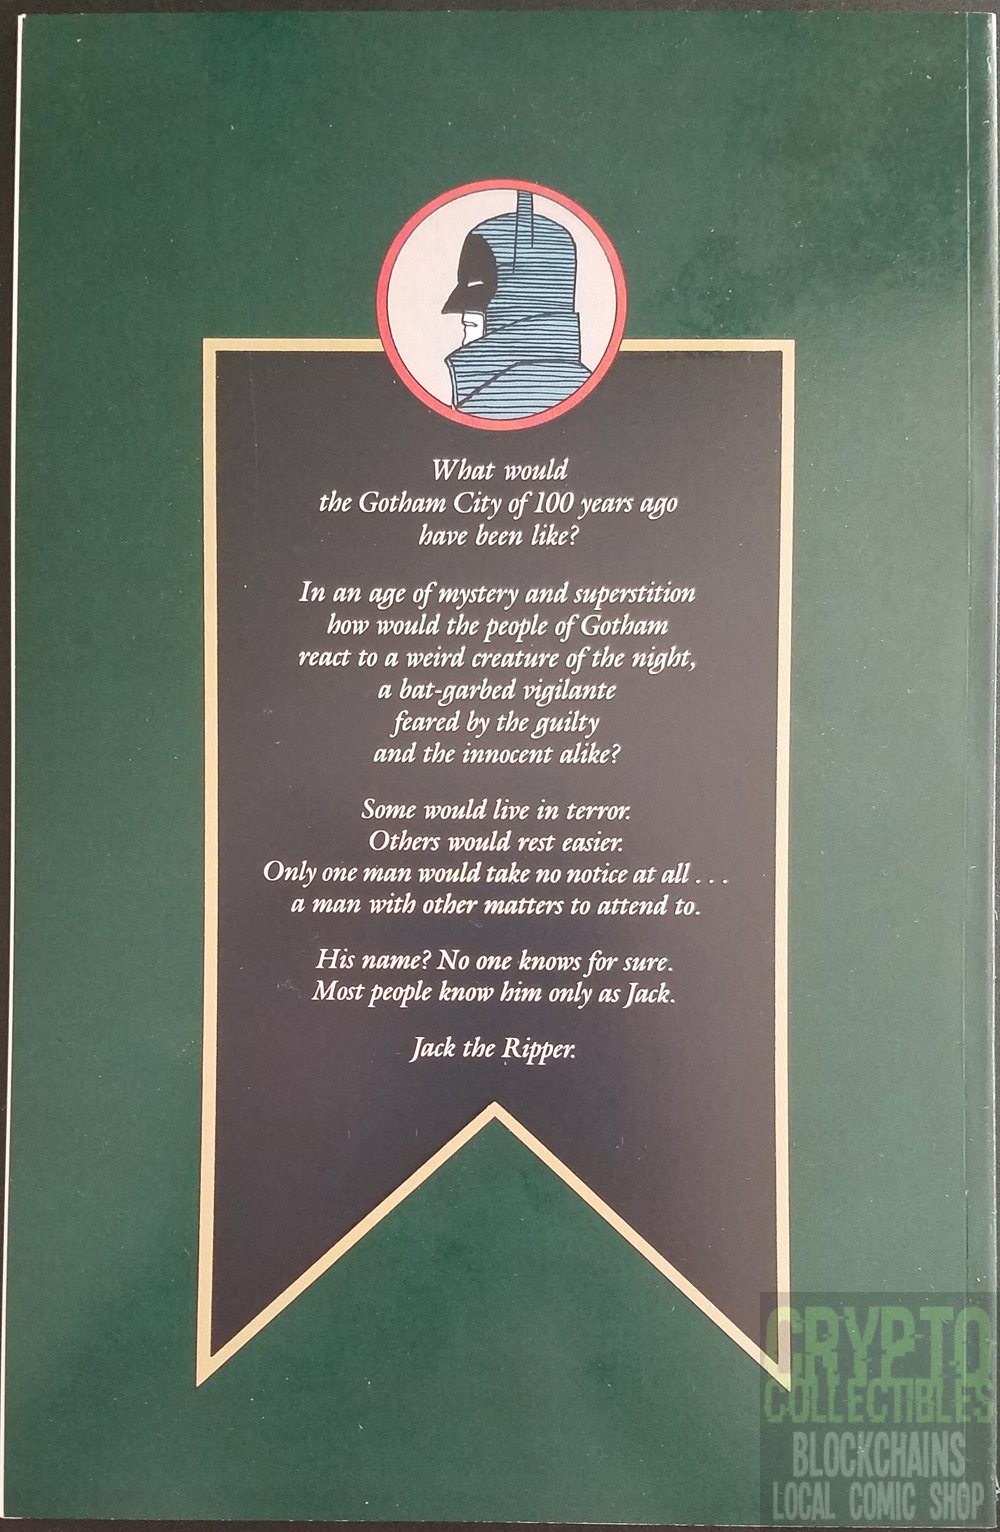 What would
the Gotham City of 100 years ago
have been like?
In an age of mystery and superstition
how would the people of Gotham
react to a weird creature of the night,
a bat-garbed vigilante
feared by the guilty
and the innocent alike?
Some would live in terror.
Others would rest easier.
Only one man would take no notice at all . . .
a man with other matters to attend to.
His name? No one knows for sure.
Most people know him only as Jack.
Jack the Ripper.
CRYPTO
COLLECTIBLES
BLOCKCHAINS
LOCAL COMIC SHOP